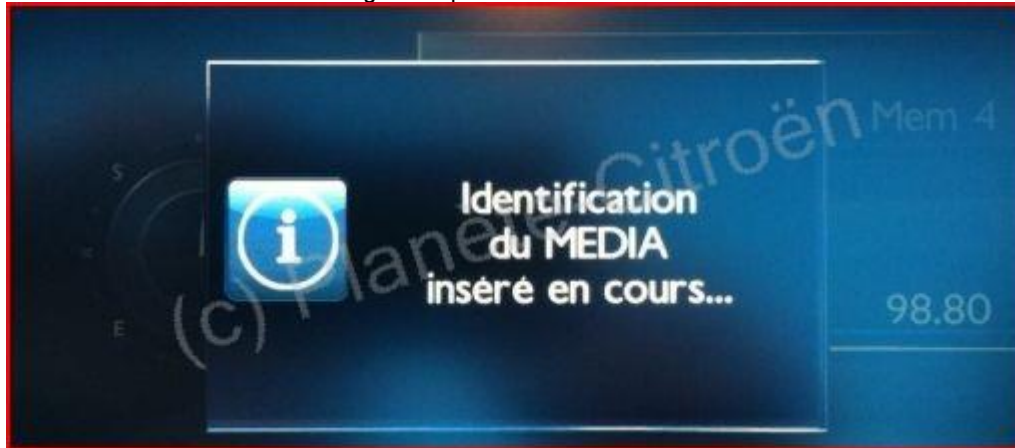 Mem 4
Identification
du MEDIA
inséré en cours...
98.80
S
E
(c) Planète Citroën